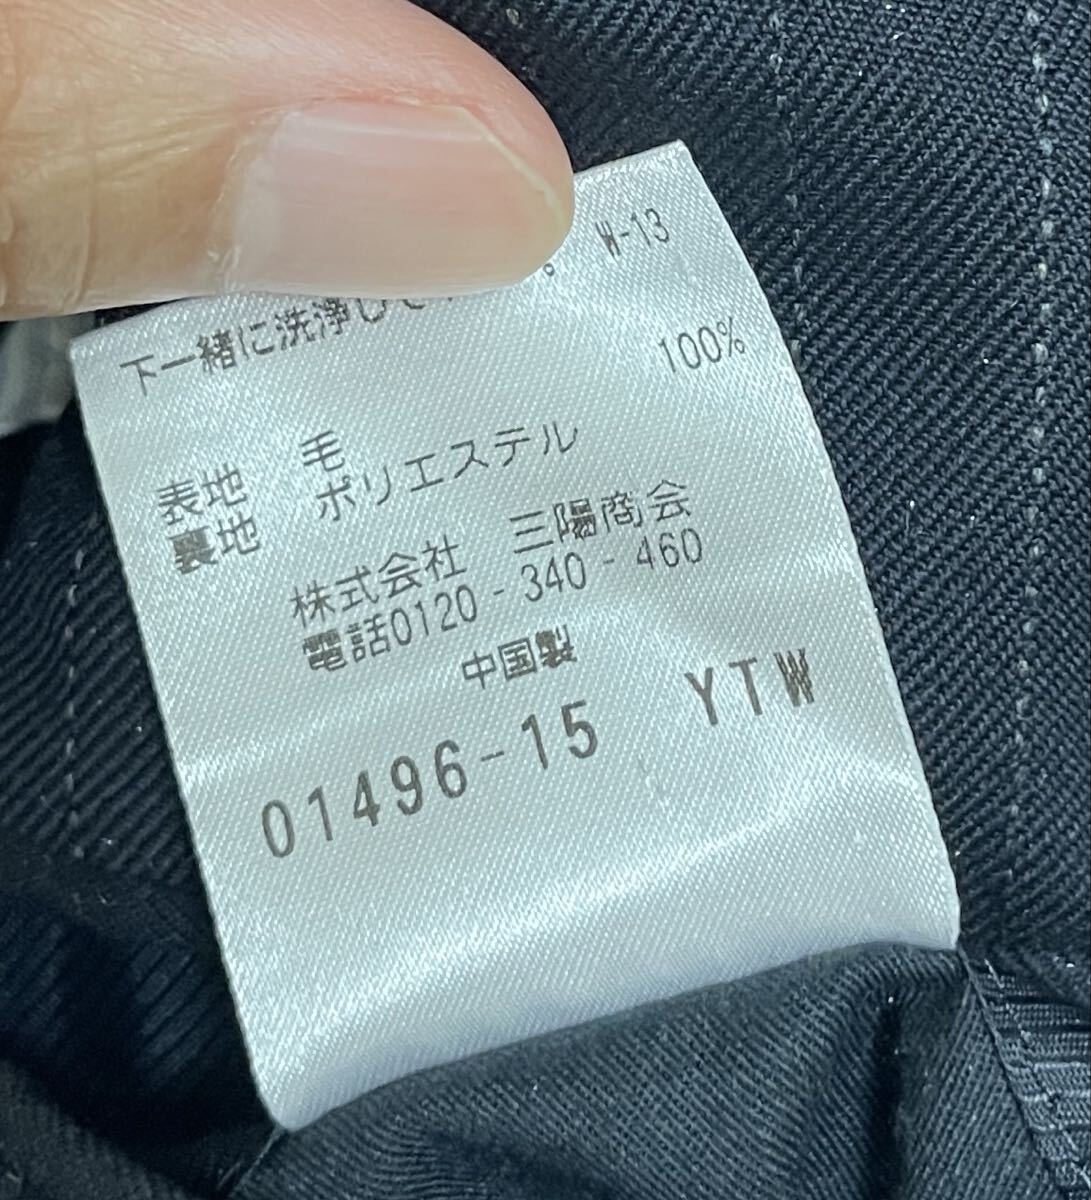 W-13
下一緒に洗浄して 。
表地 毛 100%
裏地 ポリエステル
株式会社 三陽商会
電話0120-340-460
中国製
01496-15 YTW